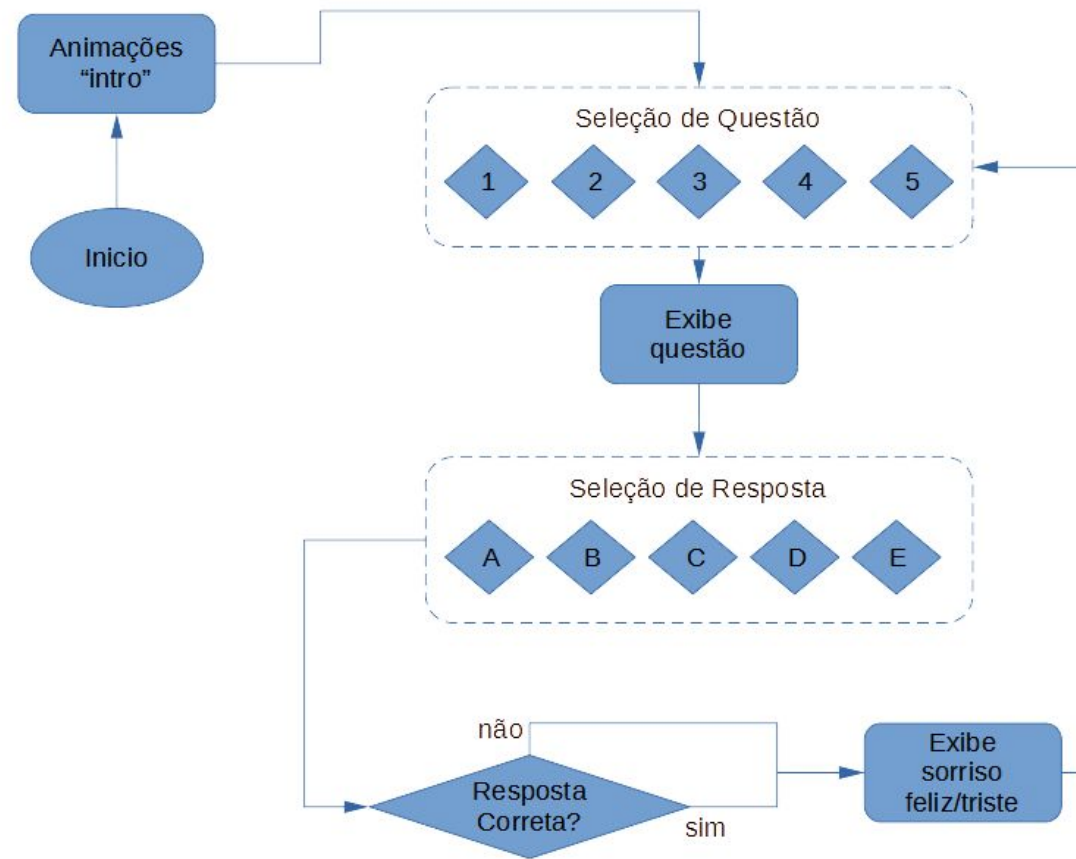 Animações
“intro”
Inicio
Seleção de Questão
1 2 3 4 5
Exibe
questão
Seleção de Resposta
A B C D E
não
Resposta
Correta?
sim
Exibe
sorriso
feliz/triste